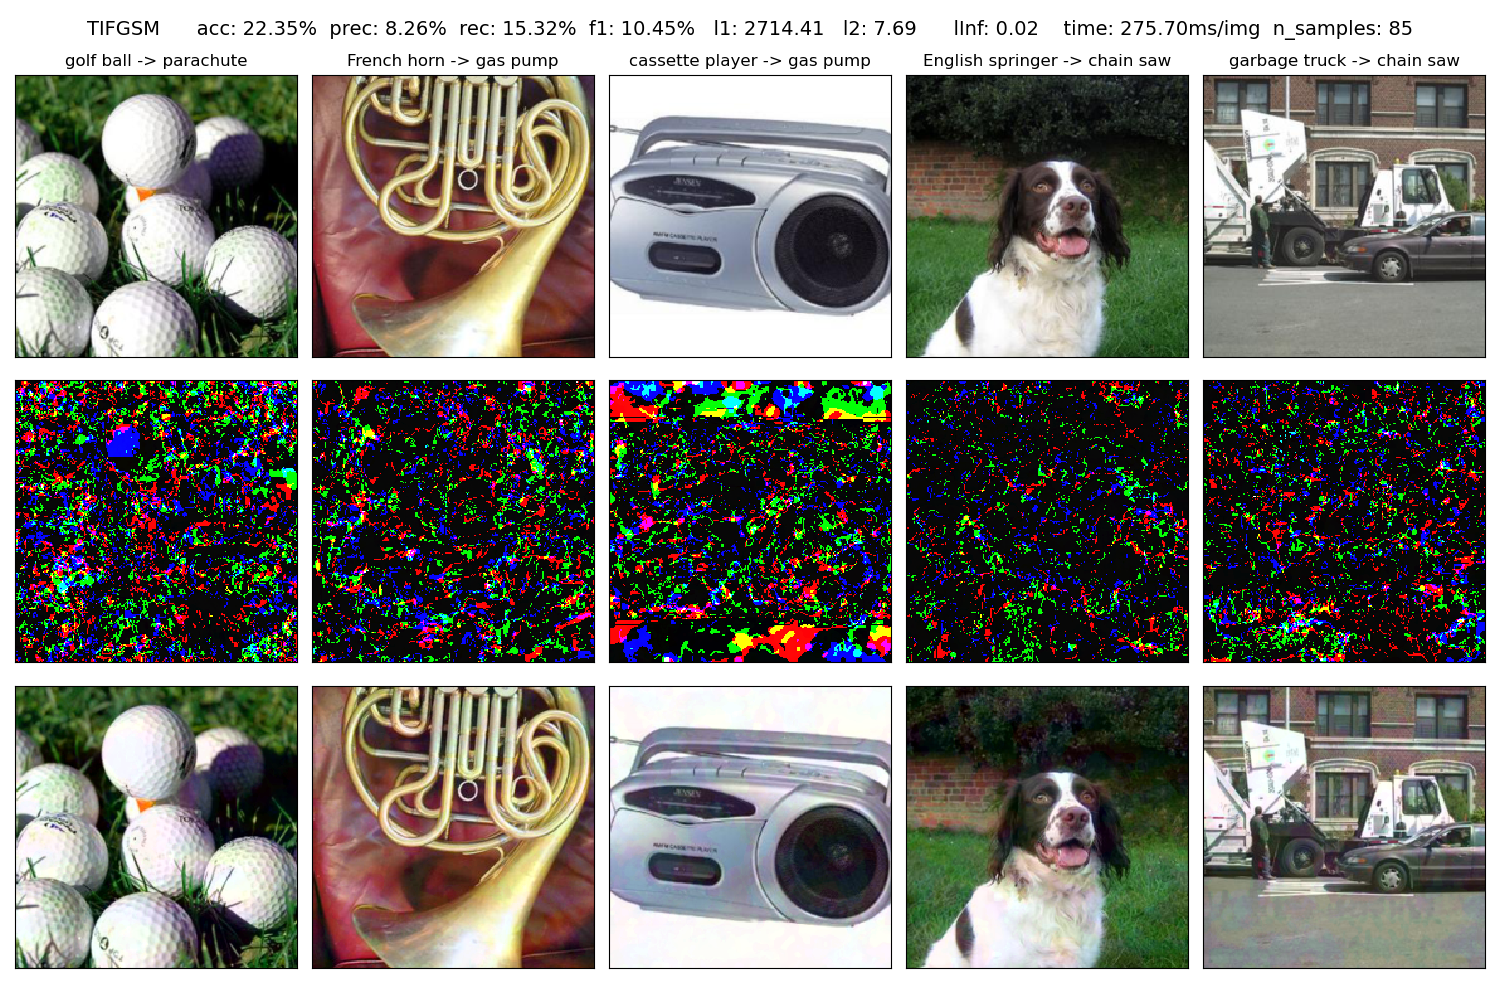 TIFGSM acc: 22.35% prec: 8.26% rec: 15.32% f1: 10.45% l1: 2714.41 l2: 7.69 lInf: 0.02 time: 275.70ms/img n_samples: 85
golf ball -> parachute
French horn -> gas pump
cassette player -> gas pump
English springer -> chain saw
garbage truck -> chain saw
JENSEN